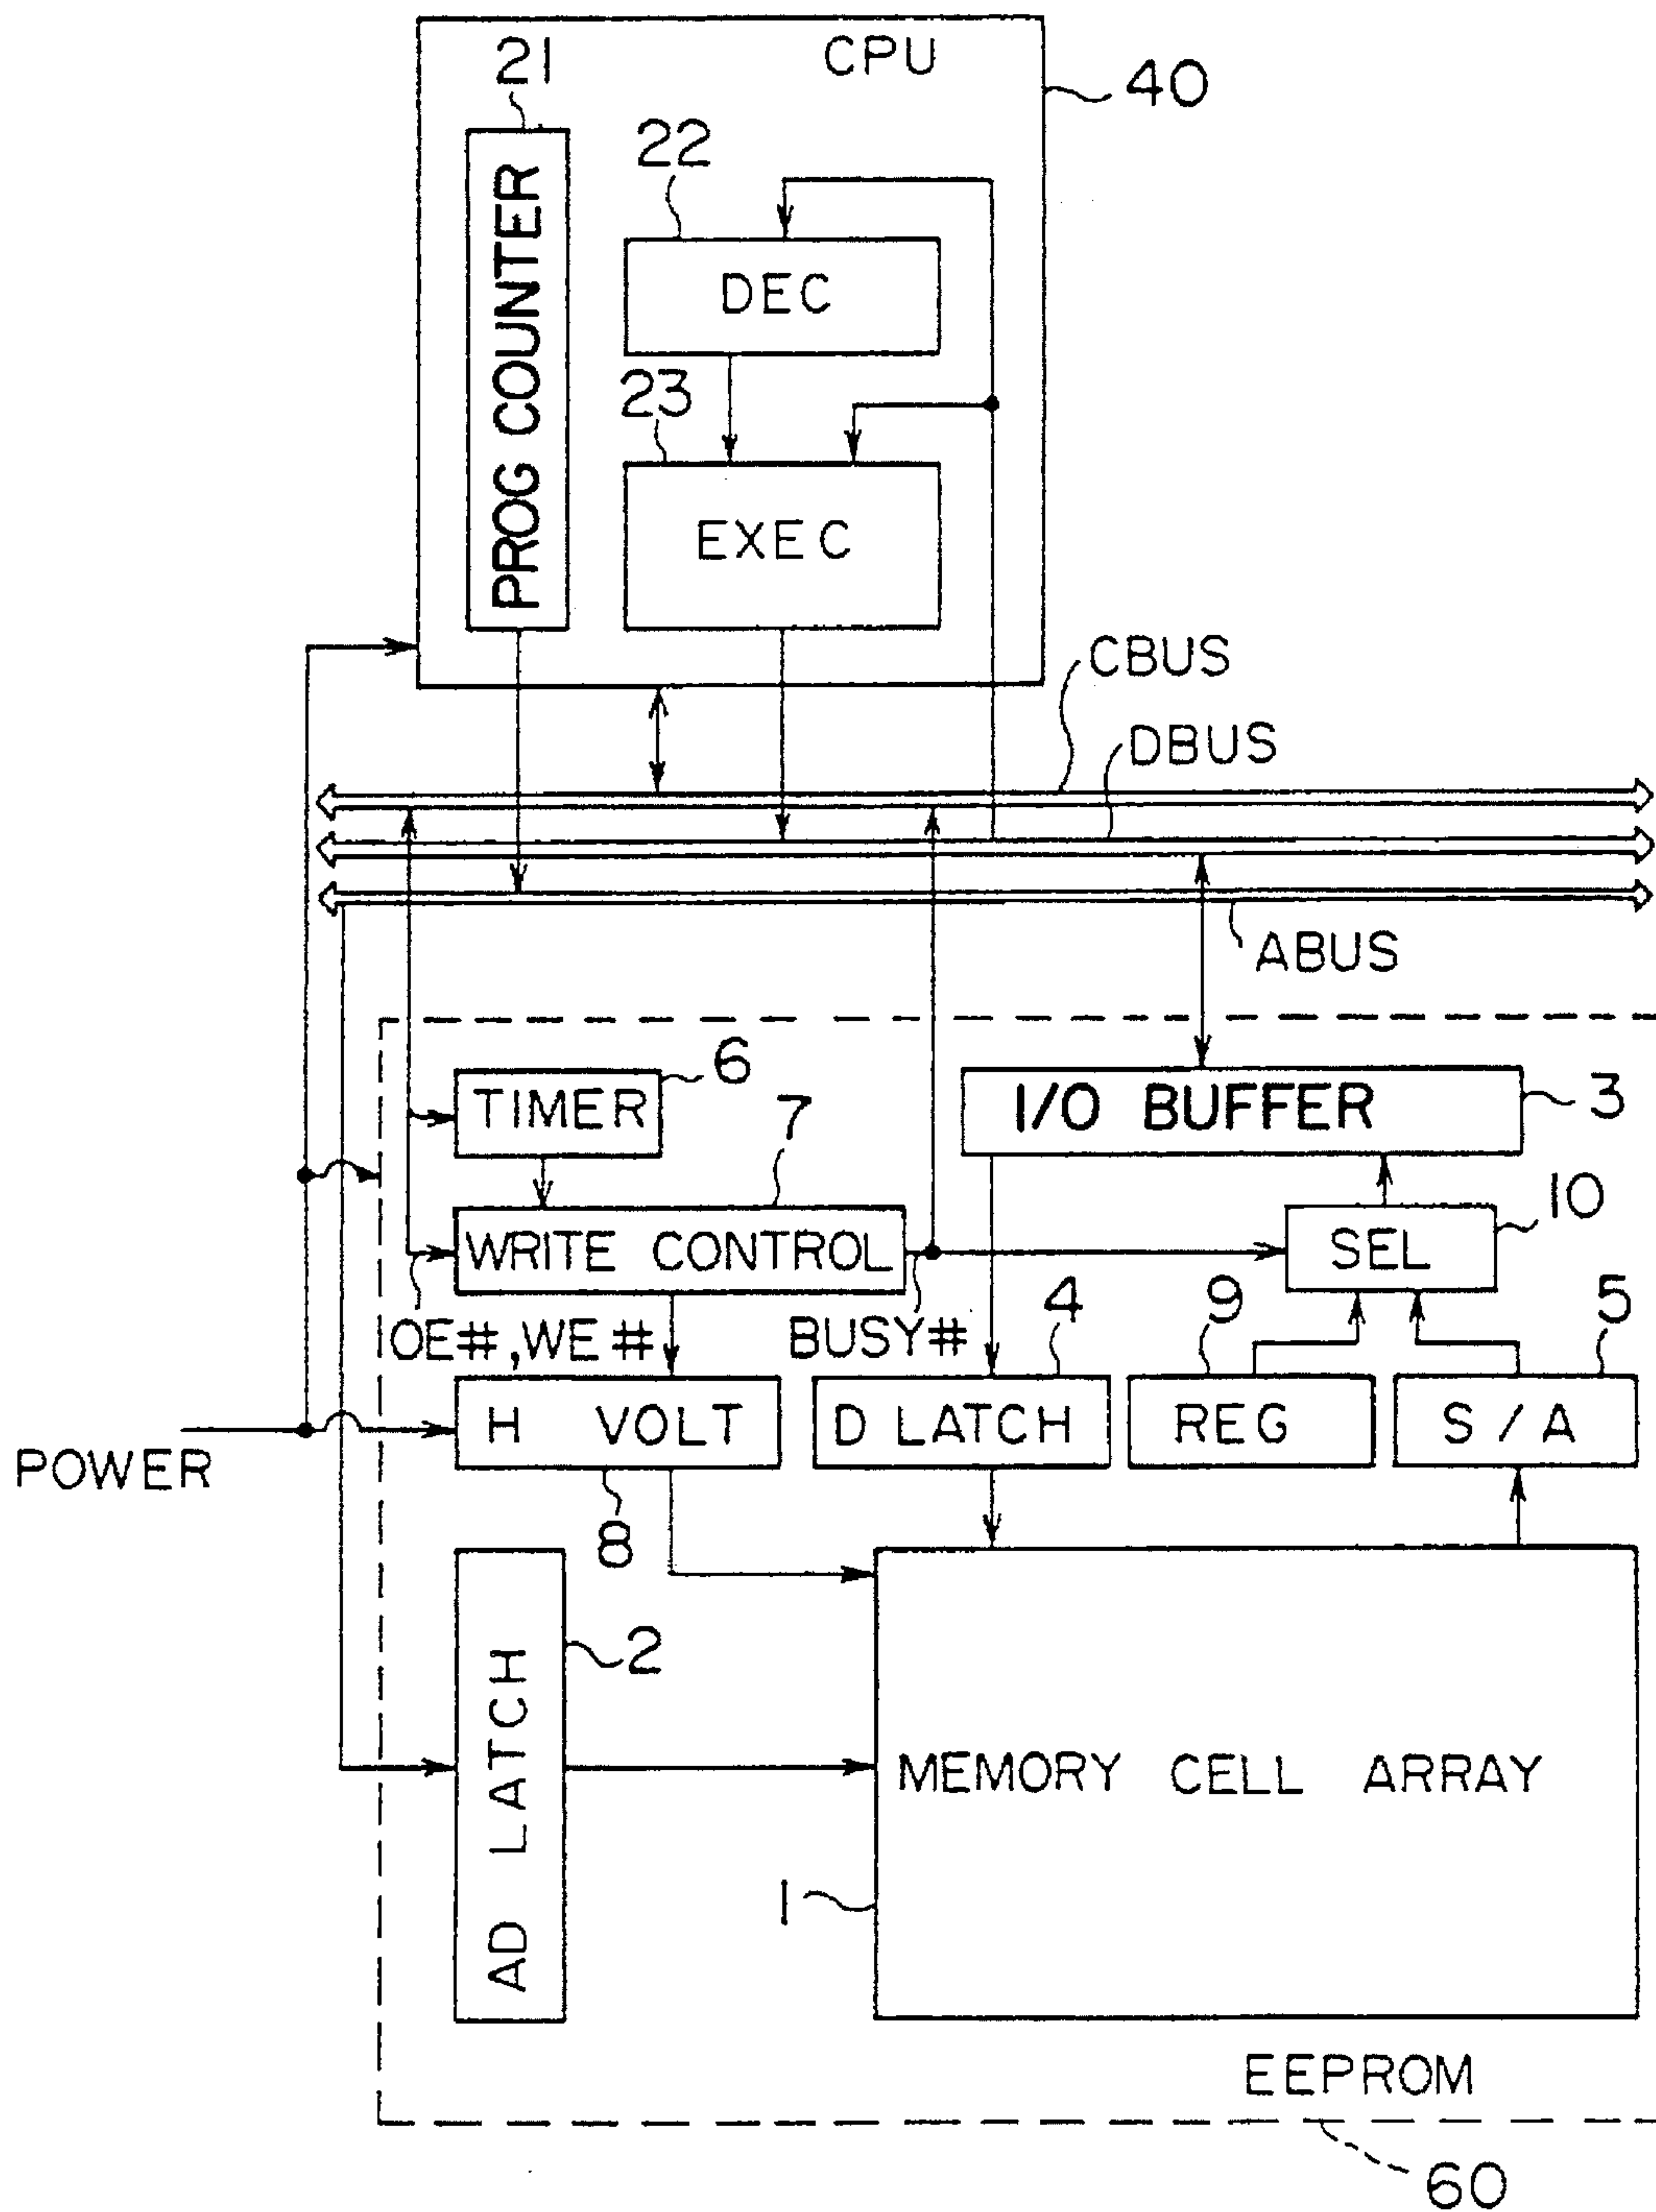 CPU
21
40
PROG COUNTER
22
DEC
23
EXEC
CBUS
DBUS
ABUS
6
TIMER
7
I/O BUFFER
3
10
WRITE CONTROL
SEL
OE#, WE#
BUSY#
4
9
5
H VOLT
D LATCH
REG
S/A
POWER
8
2
AD LATCH
MEMORY CELL ARRAY
1
EEPROM
60